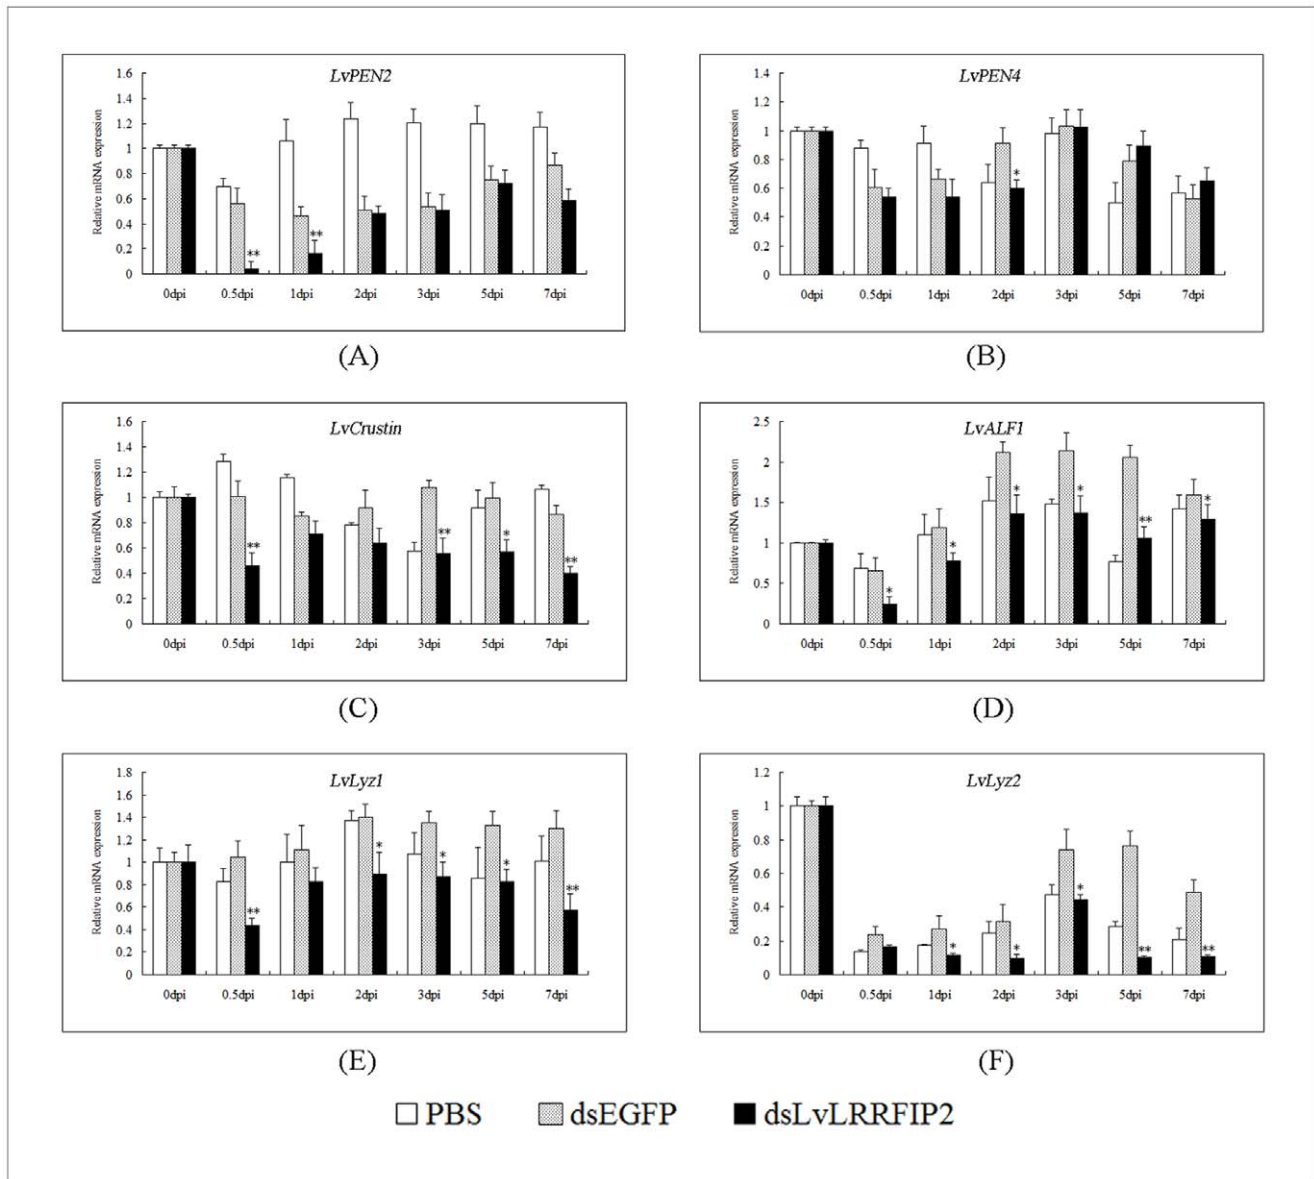 LvPEN2
Relative mRNA expression
1.6
1.4
1.2
1
0.8
0.6
0.4
0.2
0
**
**
0dpi 0.5dpi 1dpi 2dpi 3dpi 5dpi 7dpi
(A)
LvPEN4
Relative mRNA expression
1.4
1.2
1
0.8
0.6
0.4
0.2
0
*
0dpi 0.5dpi 1dpi 2dpi 3dpi 5dpi 7dpi
(B)
LvCrustin
Relative mRNA expression
1.6
1.4
1.2
1
0.8
0.6
0.4
0.2
0
** ** * **
0dpi 0.5dpi 1dpi 2dpi 3dpi 5dpi 7dpi
(C)
LvALF1
Relative mRNA expression
2.5
2
1.5
1
0.5
0
* * * * ** *
0dpi 0.5dpi 1dpi 2dpi 3dpi 5dpi 7dpi
(D)
LvLyz1
Relative mRNA expression
1.8
1.6
1.4
1.2
1
0.8
0.6
0.4
0.2
0
** * * * **
0dpi 0.5dpi 1dpi 2dpi 3dpi 5dpi 7dpi
(E)
LvLyz2
Relative mRNA expression
1.2
1
0.8
0.6
0.4
0.2
0
* * * ** **
0dpi 0.5dpi 1dpi 2dpi 3dpi 5dpi 7dpi
(F)
PBS dsEGFP dsLvLRRFIP2